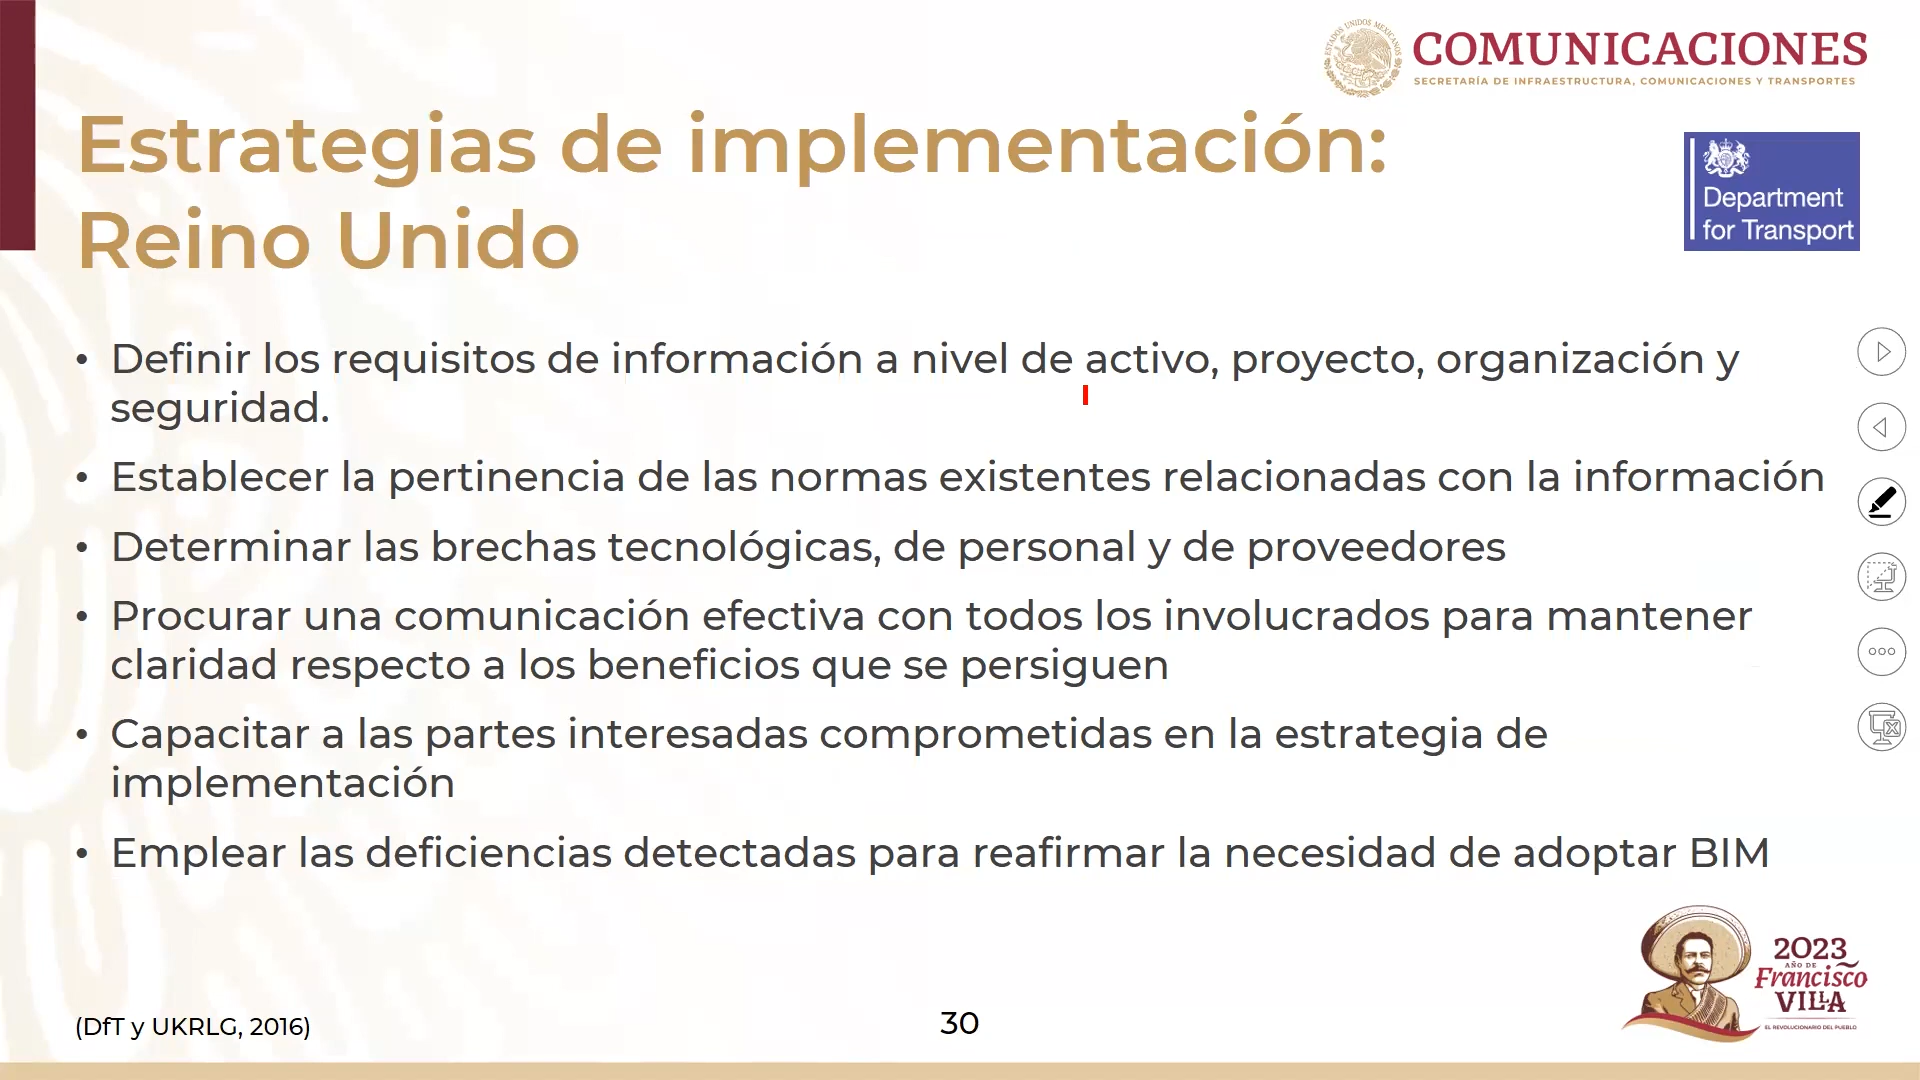 ESTADOS UNIDOS MEXICANOS
COMUNICACIONES
SECRETARÍA DE INFRAESTRUCTURA, COMUNICACIONES Y TRANSPORTES
Estrategias de implementación:
Reino Unido
Department
for Transport
• Definir los requisitos de información a nivel de activo, proyecto, organización y
seguridad.
• Establecer la pertinencia de las normas existentes relacionadas con la información
• Determinar las brechas tecnológicas, de personal y de proveedores
• Procurar una comunicación efectiva con todos los involucrados para mantener
claridad respecto a los beneficios que se persiguen
• Capacitar a las partes interesadas comprometidas en la estrategia de
implementación
• Emplear las deficiencias detectadas para reafirmar la necesidad de adoptar BIM
2023
AÑO DE
Francisco
VILLA
EL REVOLUCIONARIO DEL PUEBLO
(DfT y UKRLG, 2016)
30